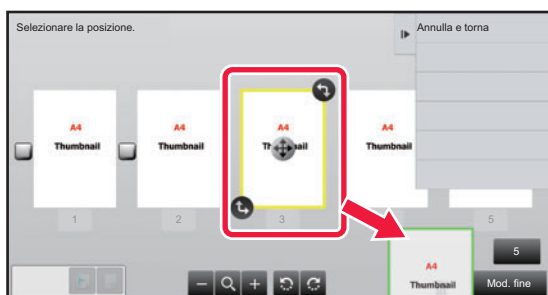 Selezionare la posizione.
Annulla e torna
A4
Thumbnail
A4
Thumbnail
A4
A4
Thumbnail
1
2
3
5
5
A4
Thumbnail
Mod. fine